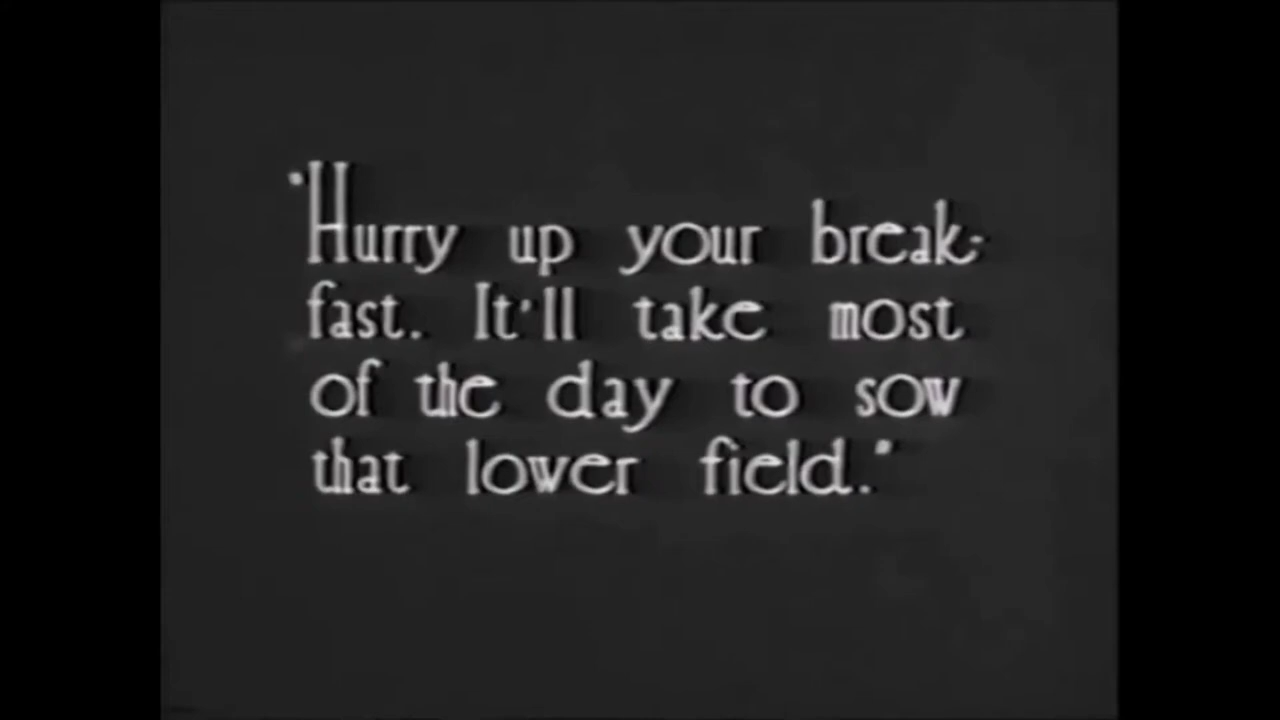 "Hurry up your break-
fast. It'll take most
of the day to sow
that lower field."